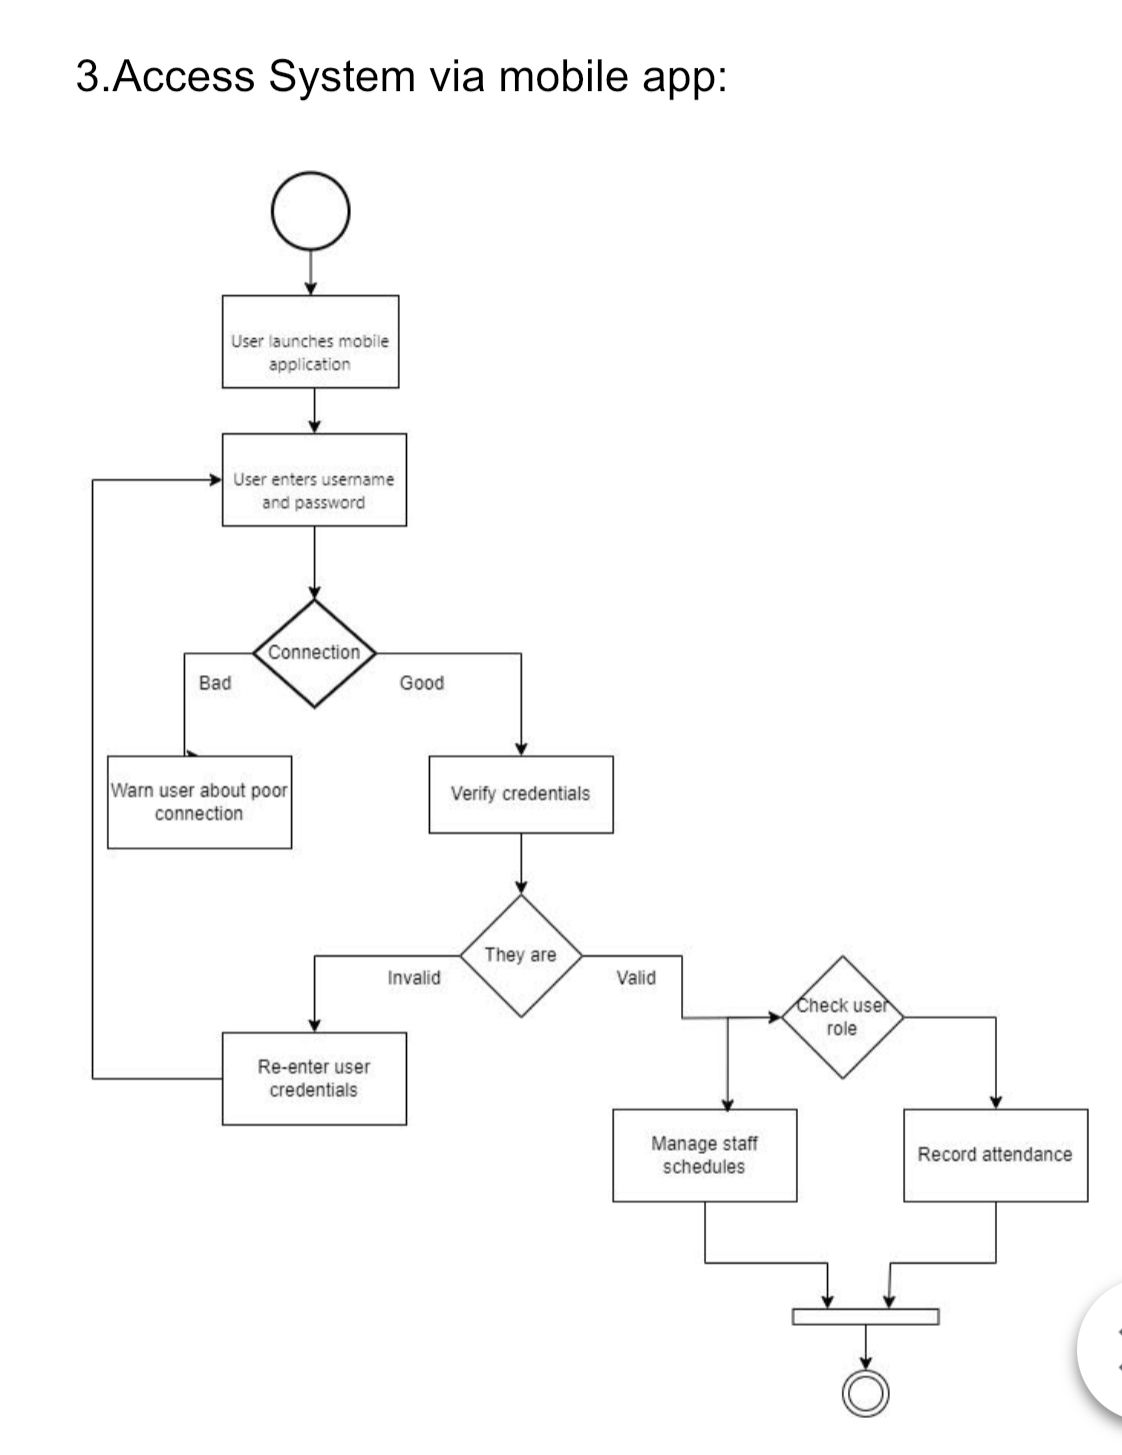 3.Access System via mobile app:
User launches mobile
application
User enters username
and password
Connection
Bad
Good
Warn user about poor
connection
Verify credentials
They are
Invalid
Valid
Check user
role
Re-enter user
credentials
Manage staff
schedules
Record attendance